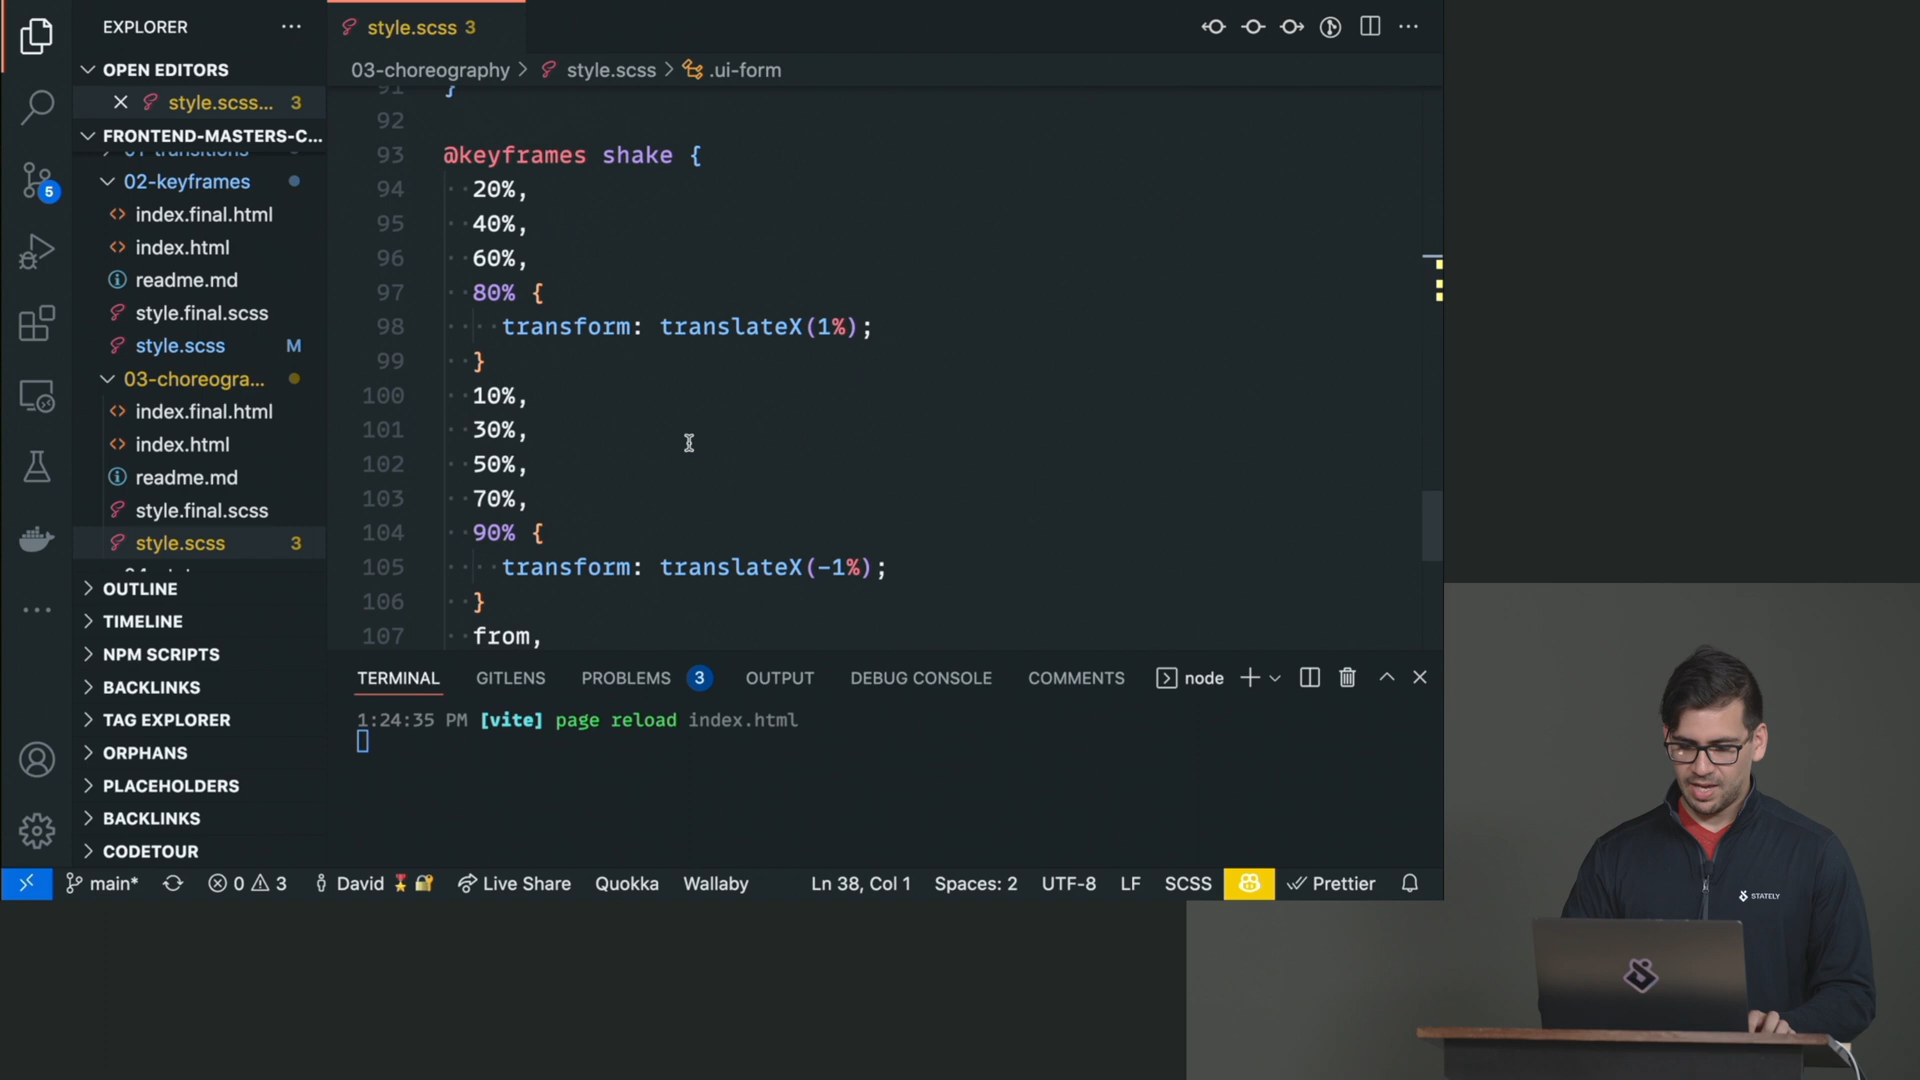 EXPLORER
OPEN EDITORS
style.scss... 3
FRONTEND-MASTERS-C...
01-transitions
02-keyframes
index.final.html
index.html
readme.md
style.final.scss
style.scss M
03-choreogra...
index.final.html
index.html
readme.md
style.final.scss
style.scss 3
OUTLINE
TIMELINE
NPM SCRIPTS
BACKLINKS
TAG EXPLORER
ORPHANS
PLACEHOLDERS
BACKLINKS
CODETOUR
5
style.scss 3
03-choreography > style.scss > .ui-form
91 }
92
93 @keyframes shake {
94 20%,
95 40%,
96 60%,
97 80% {
98 transform: translateX(1%);
99 }
100 10%,
101 30%,
102 50%,
103 70%,
104 90% {
105 transform: translateX(-1%);
106 }
107 from,
TERMINAL GITLENS PROBLEMS 3 OUTPUT DEBUG CONSOLE COMMENTS node
1:24:35 PM [vite] page reload index.html
main* 0 3 David Live Share Quokka Wallaby Ln 38, Col 1 Spaces: 2 UTF-8 LF SCSS Prettier
STATELY